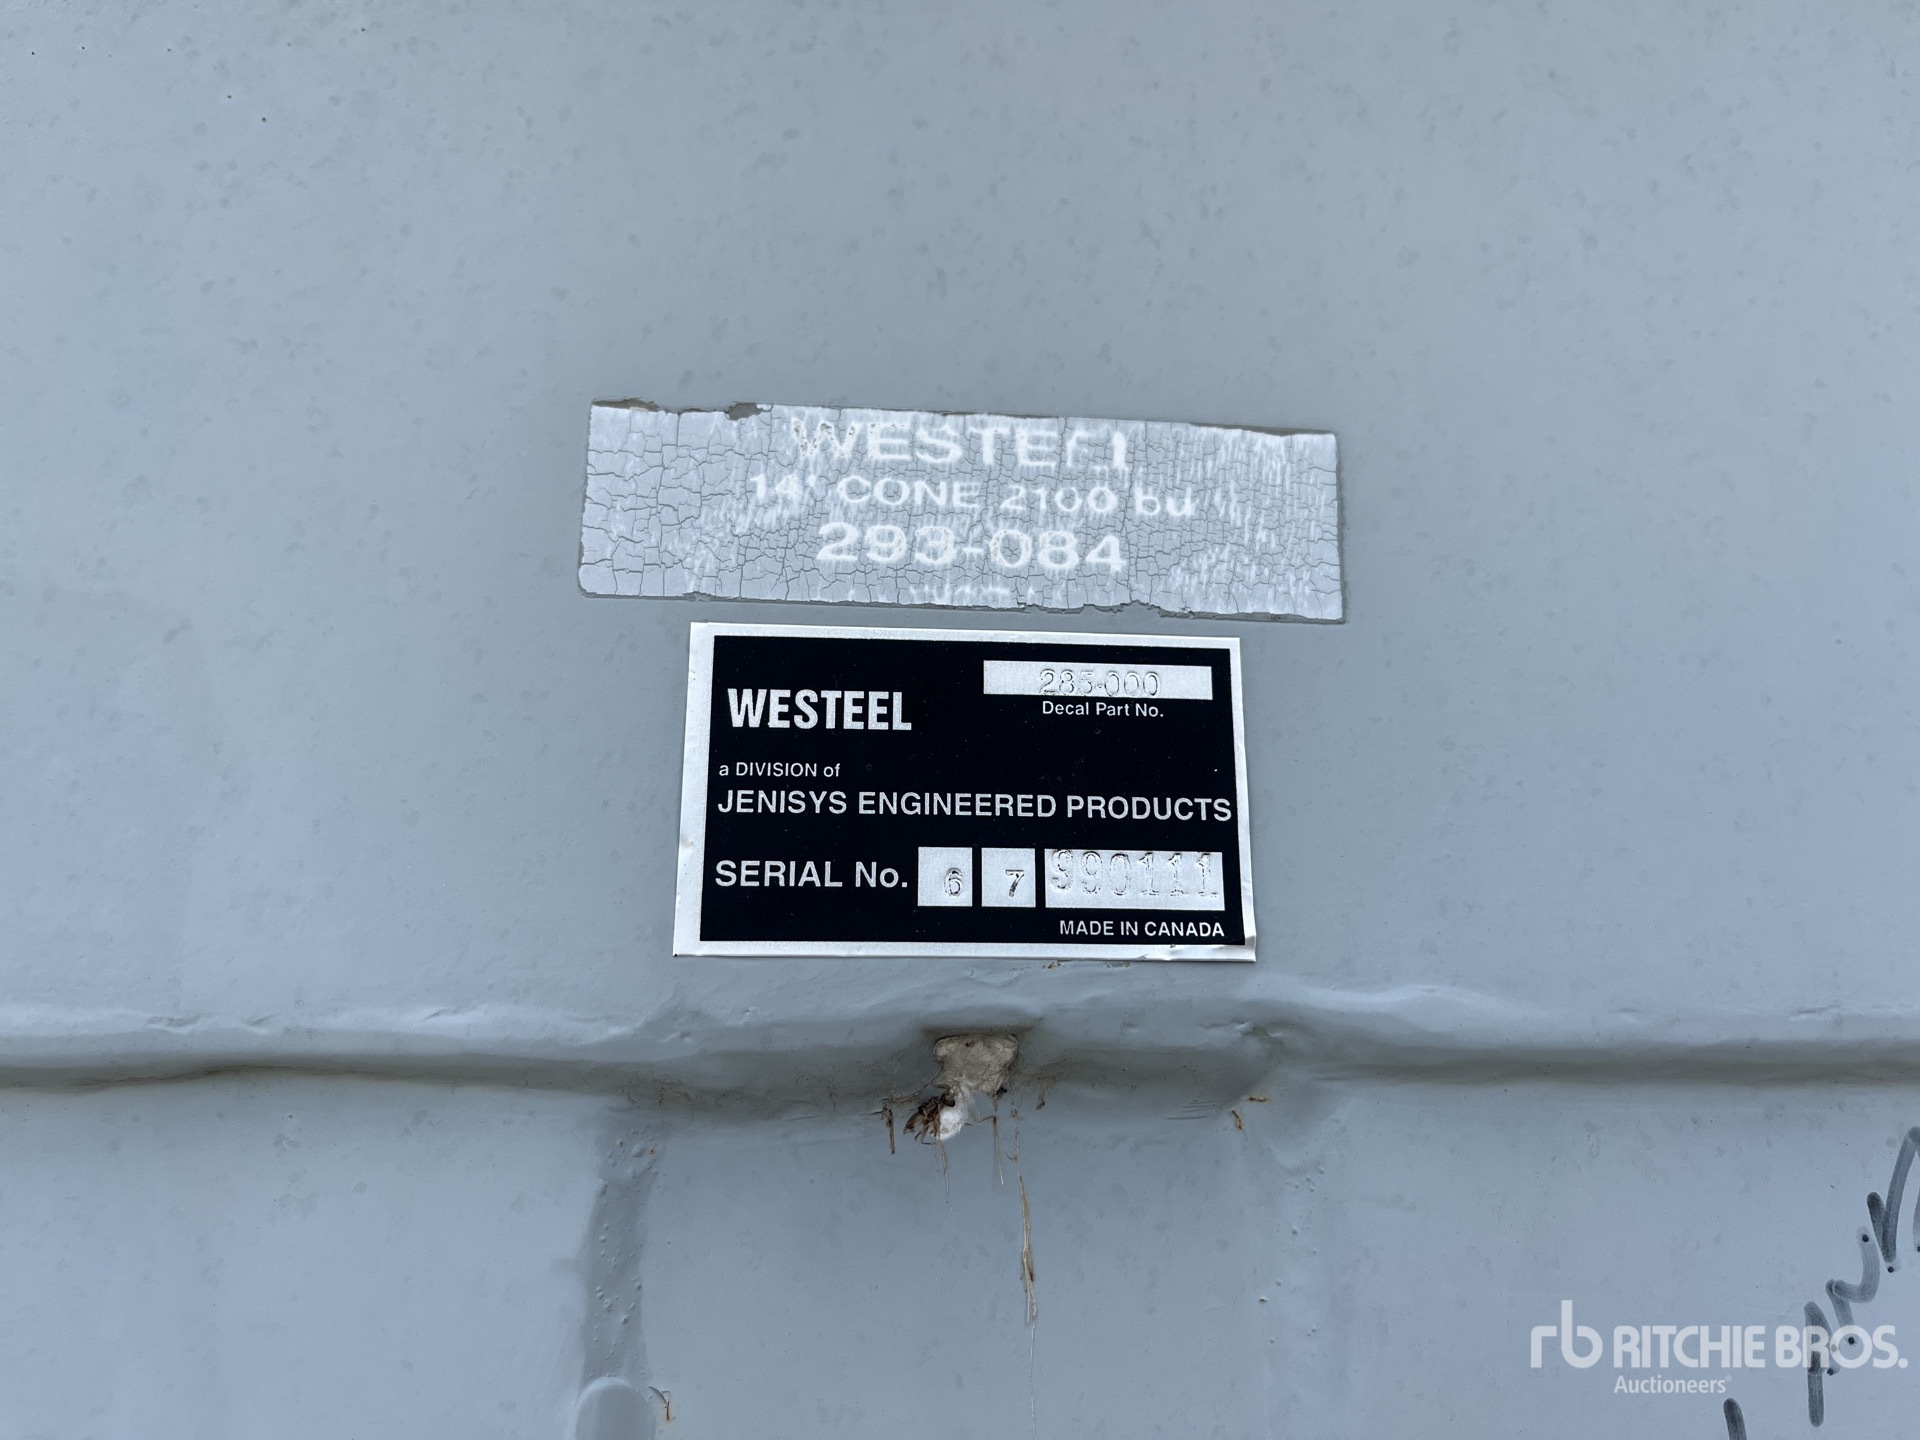 WESTEEL
14' CONE 2100 bu
293-084
285-000
Decal Part No.
WESTEEL
a DIVISION of
JENISYS ENGINEERED PRODUCTS
SERIAL No. 6 7 990111
MADE IN CANADA
rb RITCHIE BROS.
Auctioneers